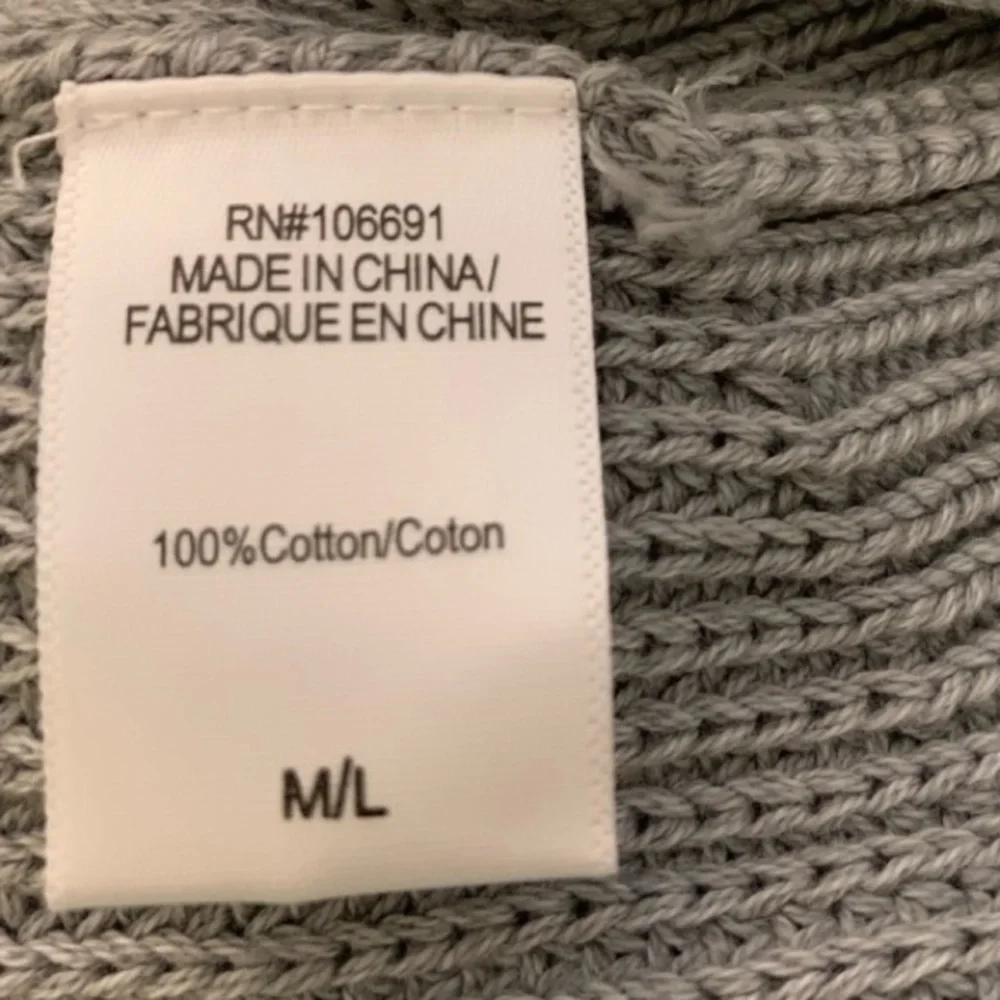 RN#106691
MADE IN CHINA/
FABRIQUE EN CHINE
100%Cotton/Coton
M/L